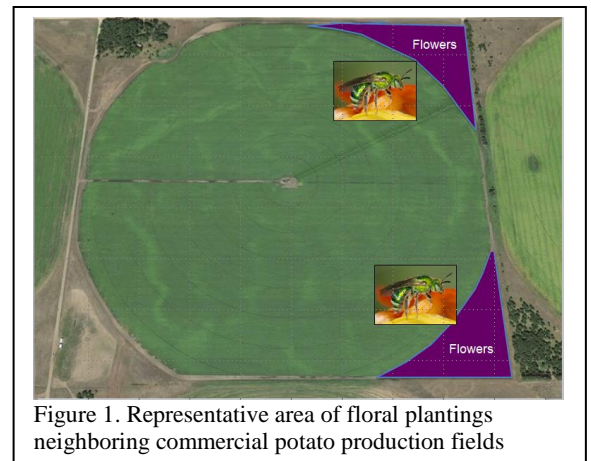 Flowers
Flowers
Figure 1. Representative area of floral plantings
neighboring commercial potato production fields